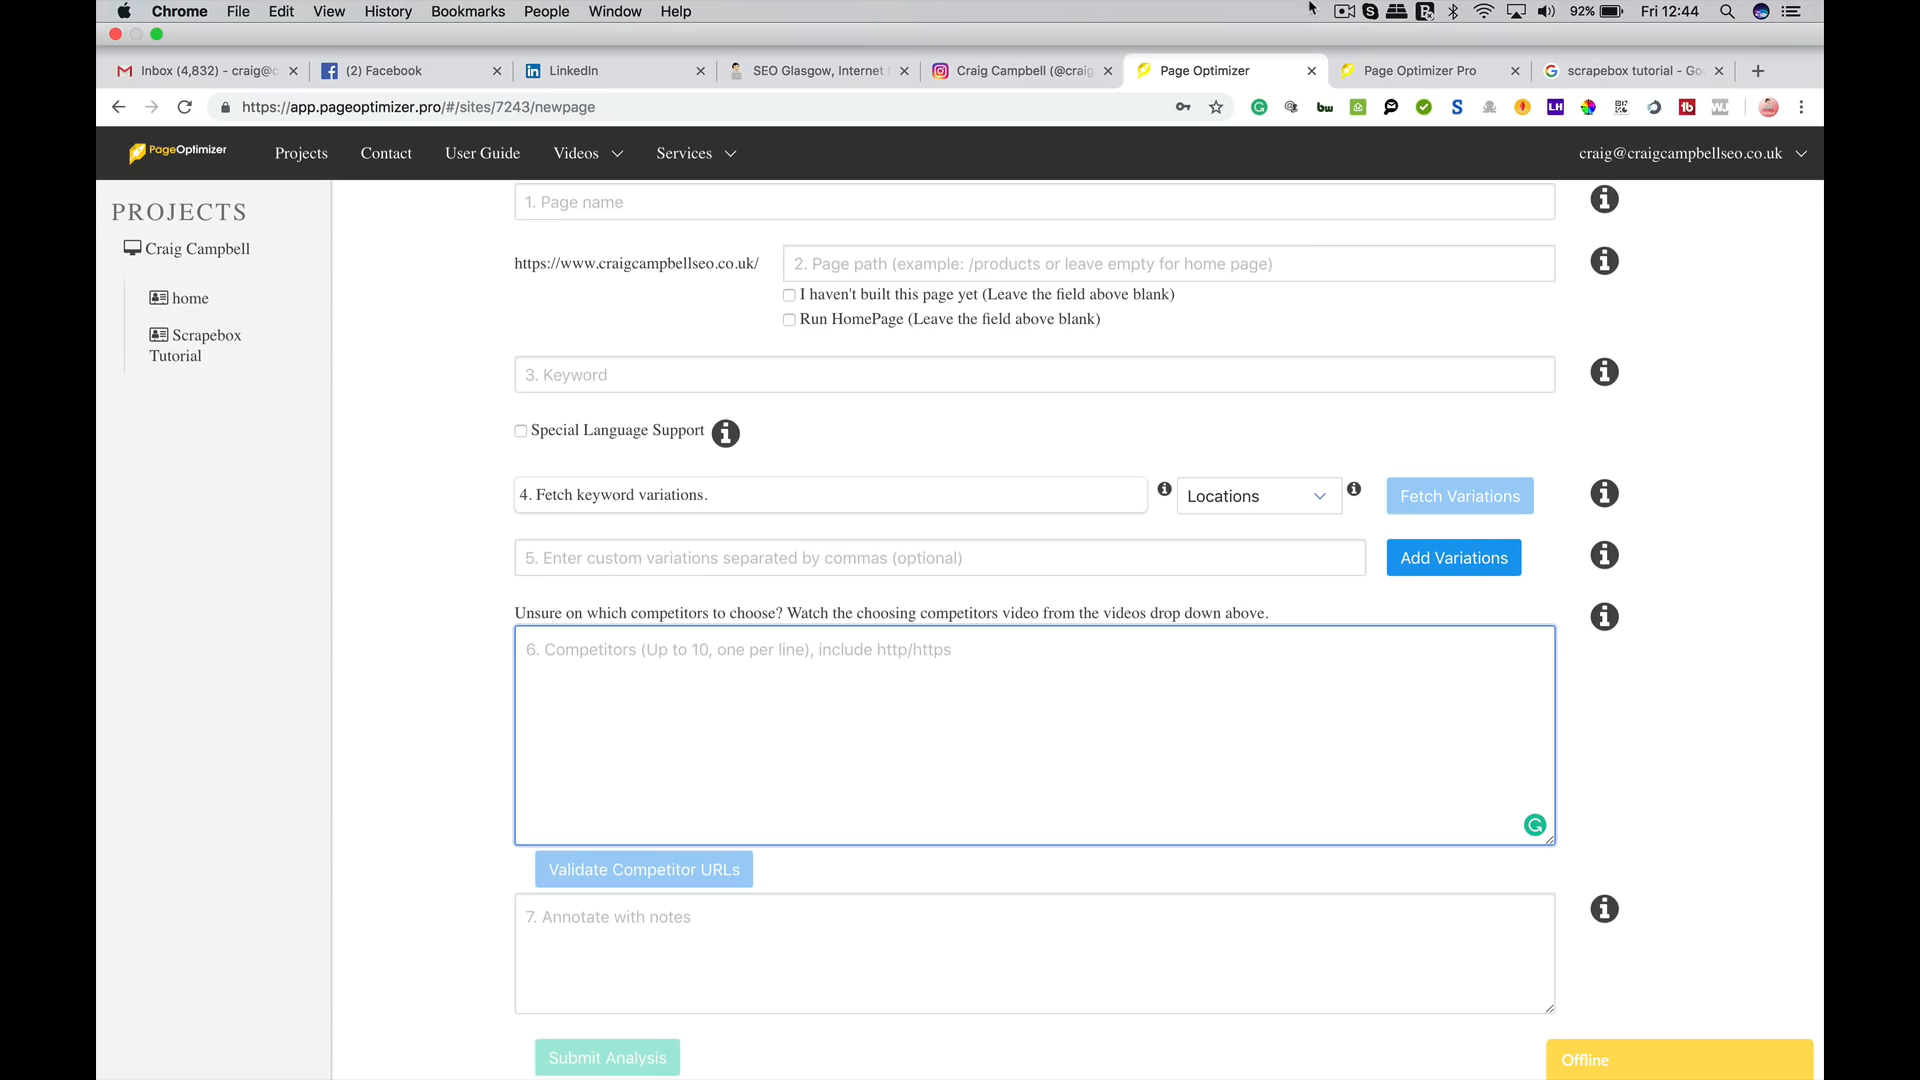 Chrome File Edit View History Bookmarks People Window Help 92% Fri 12:44
Inbox (4,832) - craig@c (2) Facebook LinkedIn SEO Glasgow, Internet Craig Campbell (@craig Page Optimizer Page Optimizer Pro scrapebox tutorial - Go
https://app.pageoptimizer.pro/#/sites/7243/newpage
PageOptimizer Projects Contact User Guide Videos Services craig@craigcampbellseo.co.uk
PROJECTS
Craig Campbell
home
Scrapebox
Tutorial
1. Page name
https://www.craigcampbellseo.co.uk/ 2. Page path (example: /products or leave empty for home page)
I haven't built this page yet (Leave the field above blank)
Run HomePage (Leave the field above blank)
3. Keyword
Special Language Support
4. Fetch keyword variations. Locations Fetch Variations
5. Enter custom variations separated by commas (optional) Add Variations
Unsure on which competitors to choose? Watch the choosing competitors video from the videos drop down above.
6. Competitors (Up to 10, one per line), include http/https
Validate Competitor URLs
7. Annotate with notes
Submit Analysis
Offline